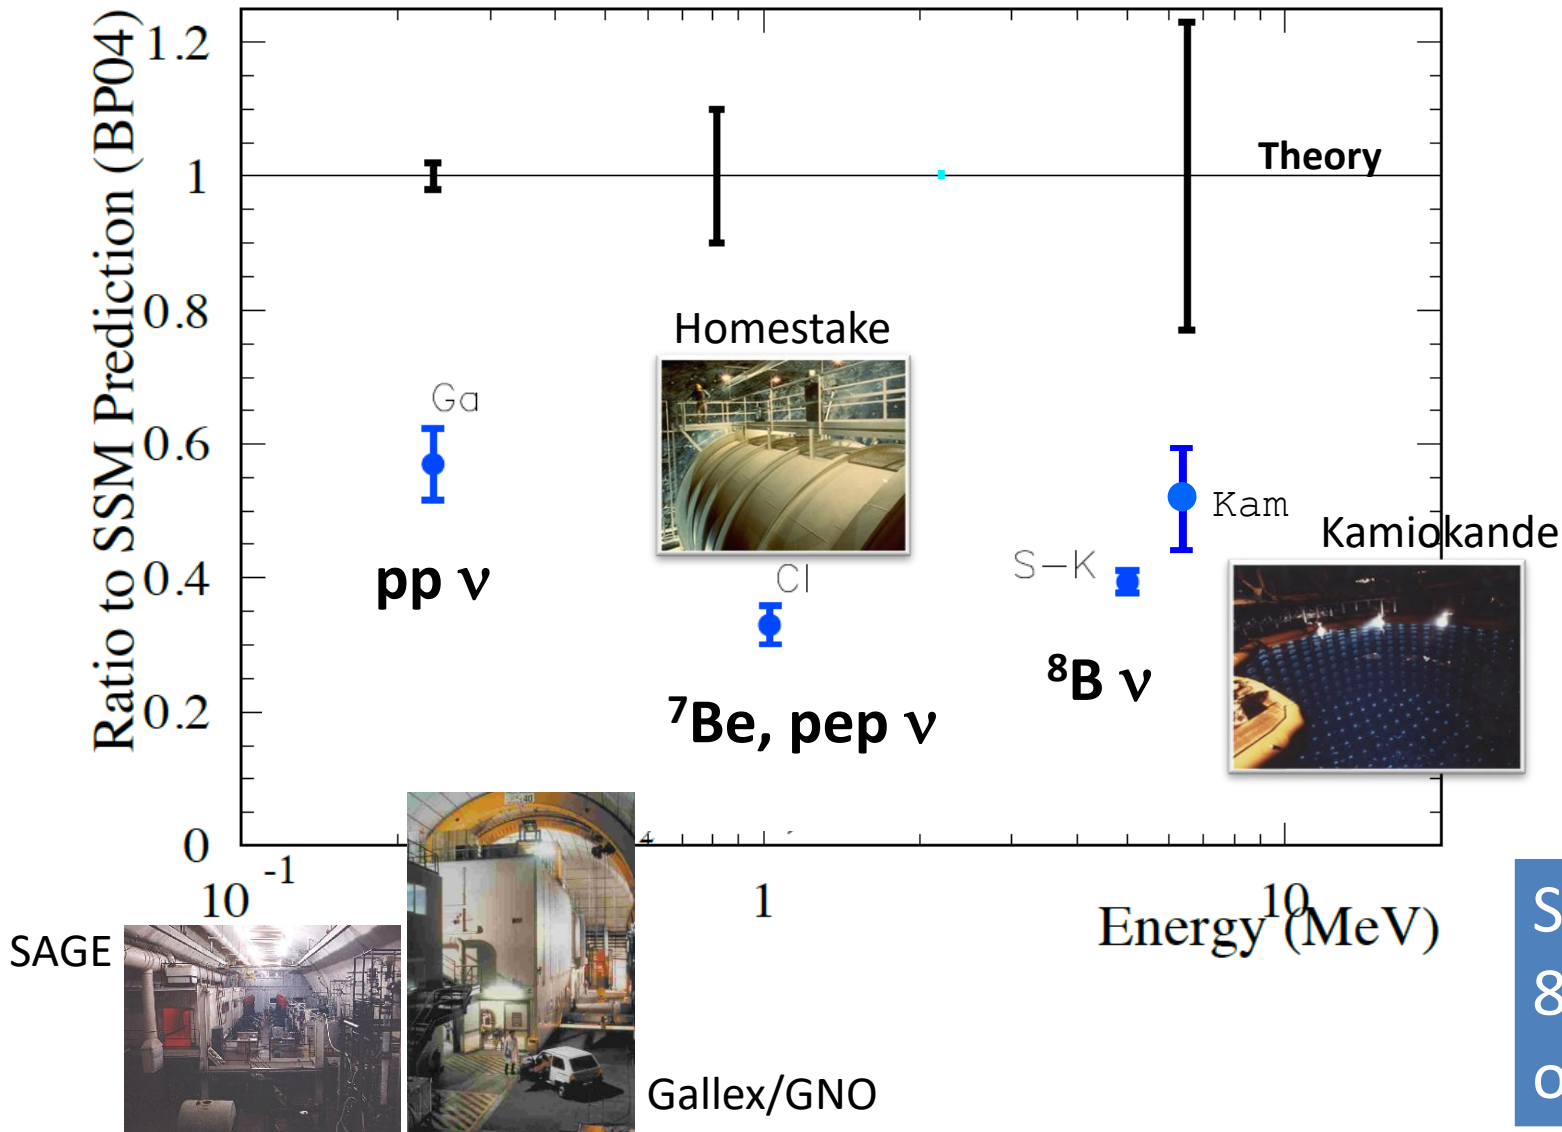 Ratio to SSM Prediction (BP04)
1.2
1
0.8
0.6
0.4
0.2
0
Theory
Homestake
Ga
pp ν
Cl
⁷Be, pep ν
Kam
Kamiokande
S-K
⁸B ν
10⁻¹
1
10
Energy (MeV)
SAGE
Gallex/GNO
S
8
o